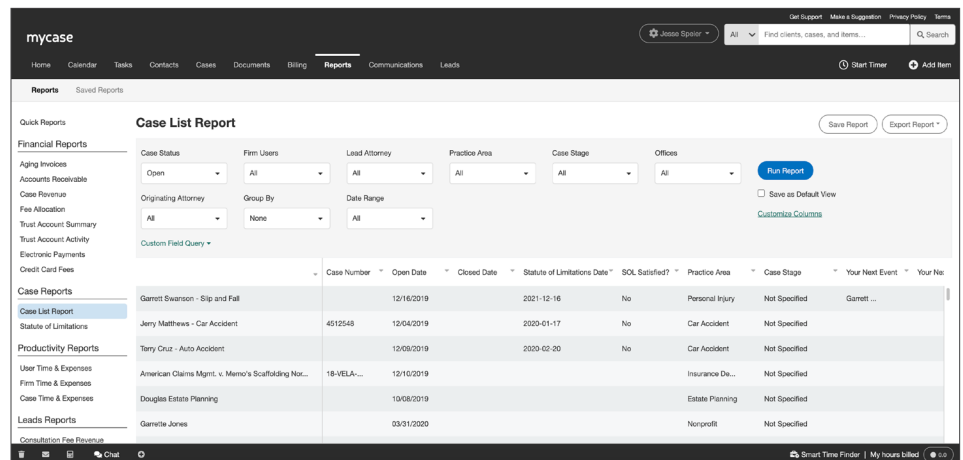 Get Support Make a Suggestion Privacy Policy Terms
mycase
Jesse Speier
All Find clients, cases, and items... Search
Home Calendar Tasks Contacts Cases Documents Billing Reports Communications Leads Start Timer Add Item
Reports Saved Reports
Quick Reports
Financial Reports
Aging Invoices
Accounts Receivable
Case Revenue
Fee Allocation
Trust Account Summary
Trust Account Activity
Electronic Payments
Credit Card Fees
Case Reports
Case List Report
Statute of Limitations
Productivity Reports
User Time & Expenses
Firm Time & Expenses
Case Time & Expenses
Leads Reports
Consultation Fee Revenue
Case List Report Save Report Export Report
Case Status Firm Users Lead Attorney Practice Area Case Stage Offices
Open All All All All All Run Report
Save as Default View
Originating Attorney Group By Date Range
All None All Customize Columns
Custom Field Query
Case Number Open Date Closed Date Statute of Limitations Date SOL Satisfied? Practice Area Case Stage Your Next Event Your Ne
Garrett Swanson - Slip and Fall 12/16/2019 2021-12-16 No Personal Injury Not Specified Garrett ...
Jerry Matthews - Car Accident 4512548 12/04/2019 2020-01-17 No Car Accident Not Specified
Terry Cruz - Auto Accident 12/09/2019 2020-02-20 No Car Accident Not Specified
American Claims Mgmt. v. Memo's Scaffolding Nor... 18-VELA-... 12/10/2019 Insurance De... Not Specified
Douglas Estate Planning 10/08/2019 Estate Planning Not Specified
Garrette Jones 03/31/2020 Nonprofit Not Specified
Chat Smart Time Finder | My hours billed 0.0